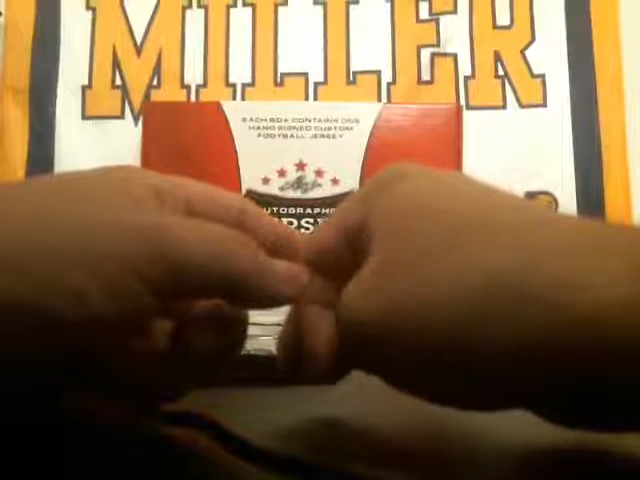 MILLER
EACH BOX CONTAINS ONE
HAND SIGNED CUSTOM
FOOTBALL JERSEY